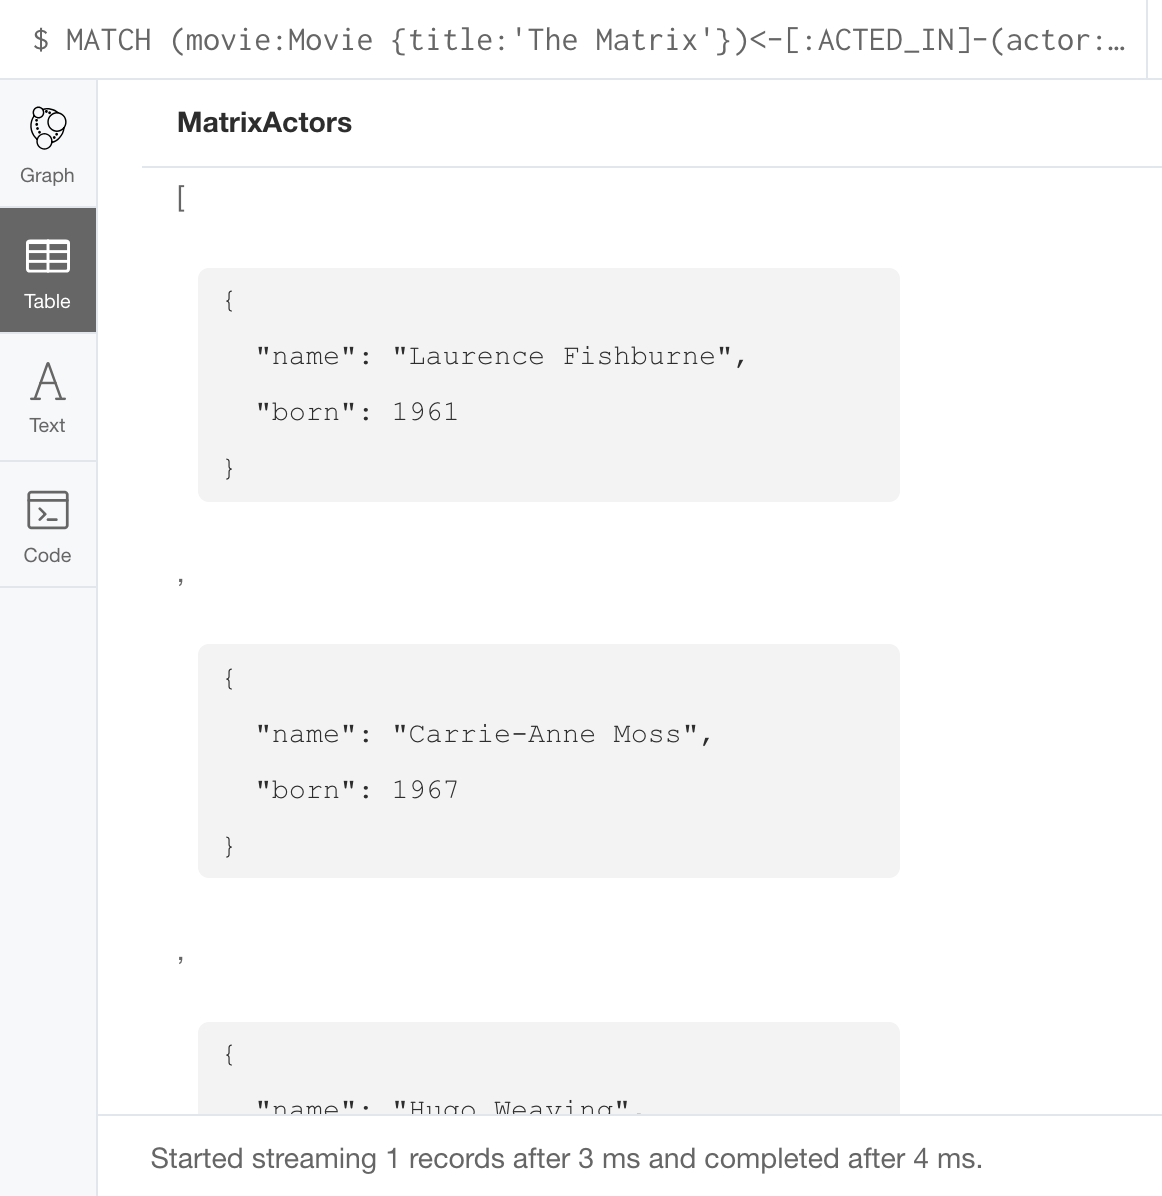 $ MATCH (movie:Movie {title:'The Matrix'})<-[:ACTED_IN]-(actor:…
Graph
Table
Text
Code
MatrixActors
[
{
"name": "Laurence Fishburne",
"born": 1961
}
,
{
"name": "Carrie-Anne Moss",
"born": 1967
}
,
{
"name": "Hugo Weaving",
Started streaming 1 records after 3 ms and completed after 4 ms.